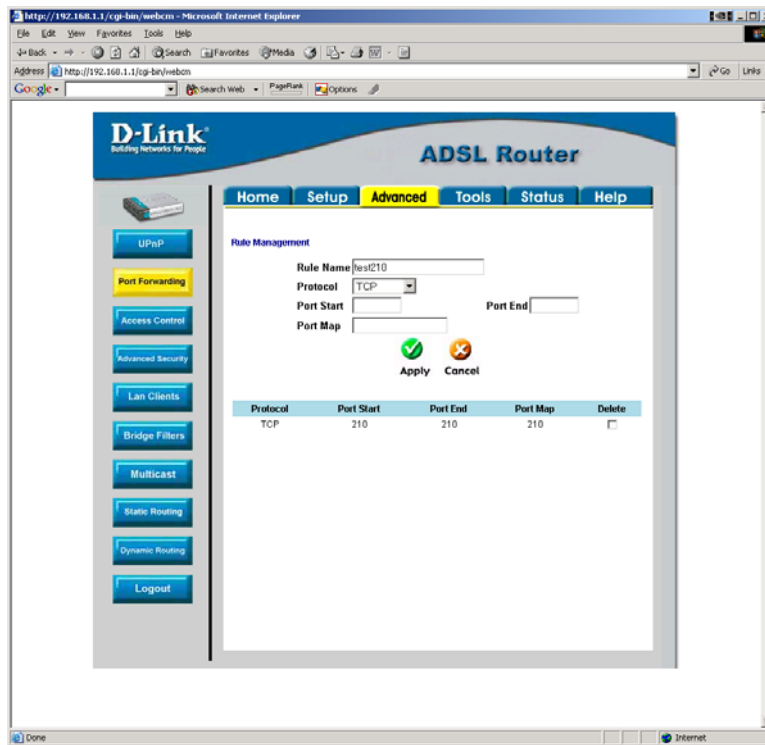 http://192.168.1.1/cgi-bin/webcm - Microsoft Internet Explorer
File Edit View Favorites Tools Help
Back Search Favorites Media
Address http://192.168.1.1/cgi-bin/webcm Go Links
Google Search Web PageRank Options
D-Link
Building Networks for People
ADSL Router
Home Setup Advanced Tools Status Help
UPnP
Port Forwarding
Access Control
Advanced Security
Lan Clients
Bridge Filters
Multicast
Static Routing
Dynamic Routing
Logout
Rule Management
Rule Name test210
Protocol TCP
Port Start Port End
Port Map
Apply Cancel
Protocol Port Start Port End Port Map Delete
TCP 210 210 210
Done Internet